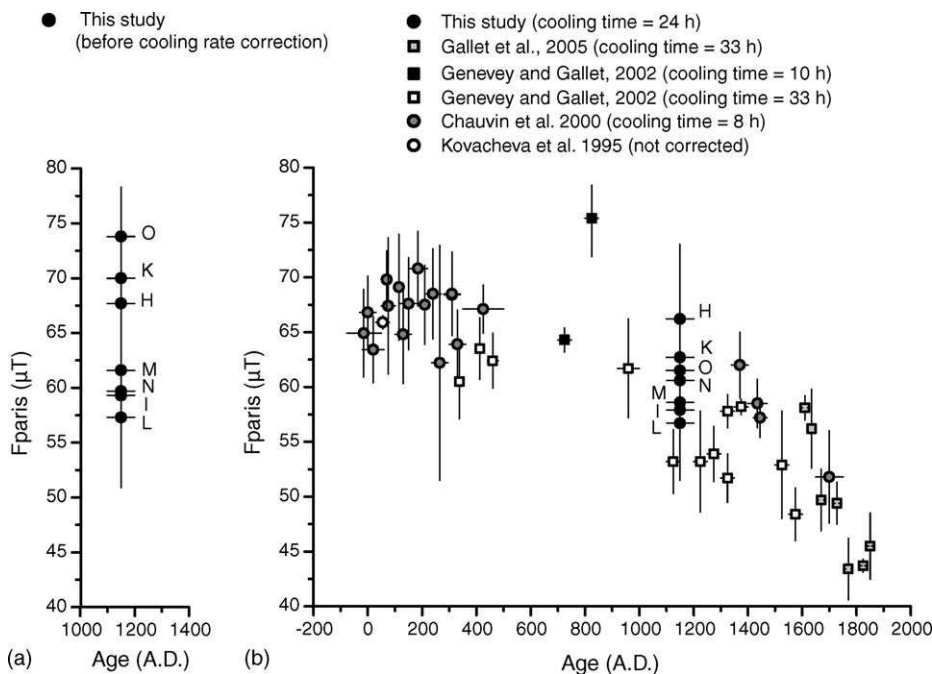 This study
(before cooling rate correction)
This study (cooling time = 24 h)
Gallet et al., 2005 (cooling time = 33 h)
Genevey and Gallet, 2002 (cooling time = 10 h)
Genevey and Gallet, 2002 (cooling time = 33 h)
Chauvin et al. 2000 (cooling time = 8 h)
Kovacheva et al. 1995 (not corrected)
80
75
70
65
60
55
50
45
40
Fparis (μT)
O
K
H
M
N
I
L
1000 1200 1400
Age (A.D.)
(a)
80
75
70
65
60
55
50
45
40
Fparis (μT)
H
K
O
N
M
I
L
-200 0 200 400 600 800 1000 1200 1400 1600 1800 2000
Age (A.D.)
(b)